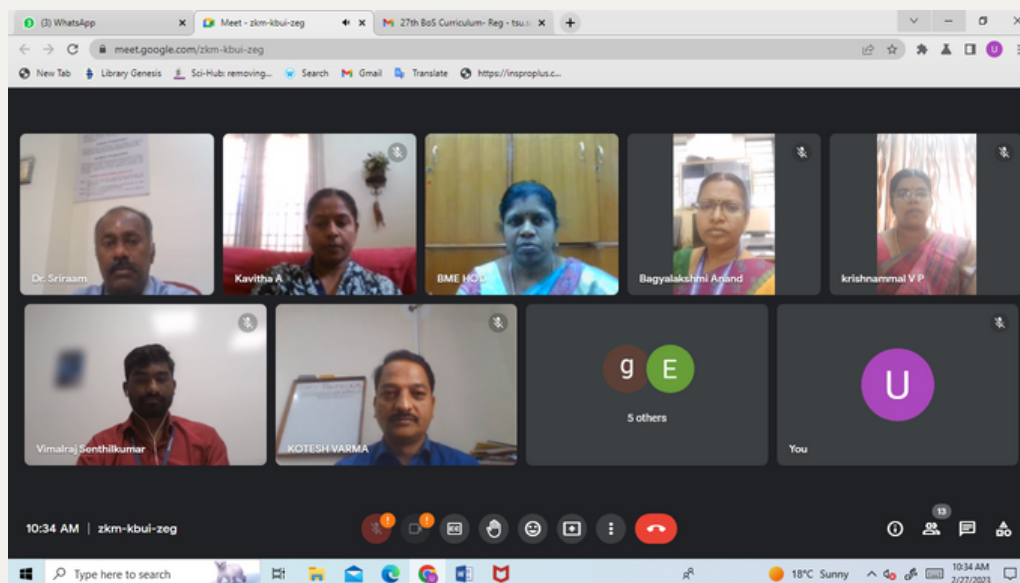 (3) WhatsApp
Meet - zkm-kbui-zeg
27th BoS Curriculum- Reg - tsu.s
meet.google.com/zkm-kbui-zeg
U
New Tab
Library Genesis
Sci-Hub: removing...
Search
Gmail
Translate
https://insproplus.c...
Dr. Sriraam
Kavitha A
BME HOD
Bagyalakshmi Anand
krishnammal V P
Vimalraj Senthilkumar
KOTESH VARMA
g E
5 others
U
You
10:34 AM | zkm-kbui-zeg
13
Type here to search
18°C Sunny
10:34 AM
2/27/2023